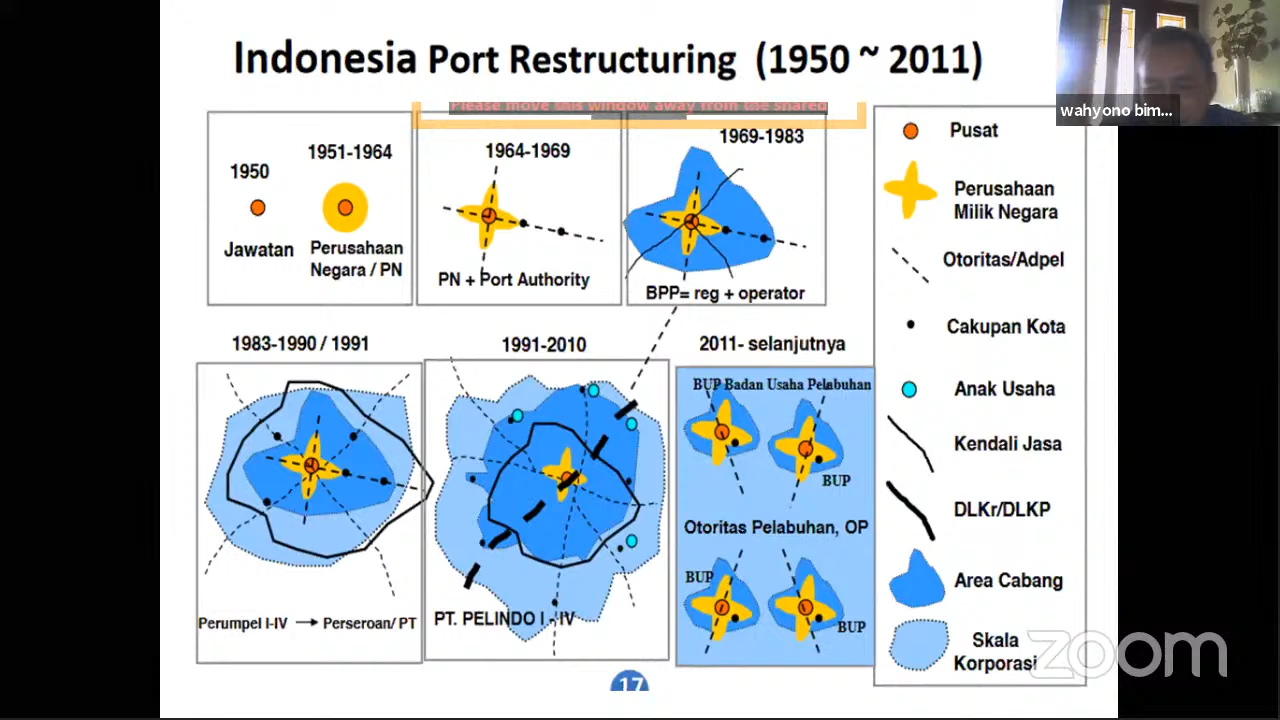 Indonesia Port Restructuring (1950 ~ 2011)
Please move this window away from the shared
wahyono bim...
1950
Jawatan
1951-1964
Perusahaan
Negara / PN
1964-1969
PN + Port Authority
1969-1983
BPP= reg + operator
1983-1990 / 1991
Perumpel I-IV → Perseroan/ PT
1991-2010
PT. PELINDO I - IV
2011- selanjutnya
BUP Badan Usaha Pelabuhan
BUP
Otoritas Pelabuhan, OP
BUP
BUP
Pusat
Perusahaan
Milik Negara
Otoritas/Adpel
Cakupan Kota
Anak Usaha
Kendali Jasa
DLKr/DLKP
Area Cabang
Skala
Korporasi
17
zoom